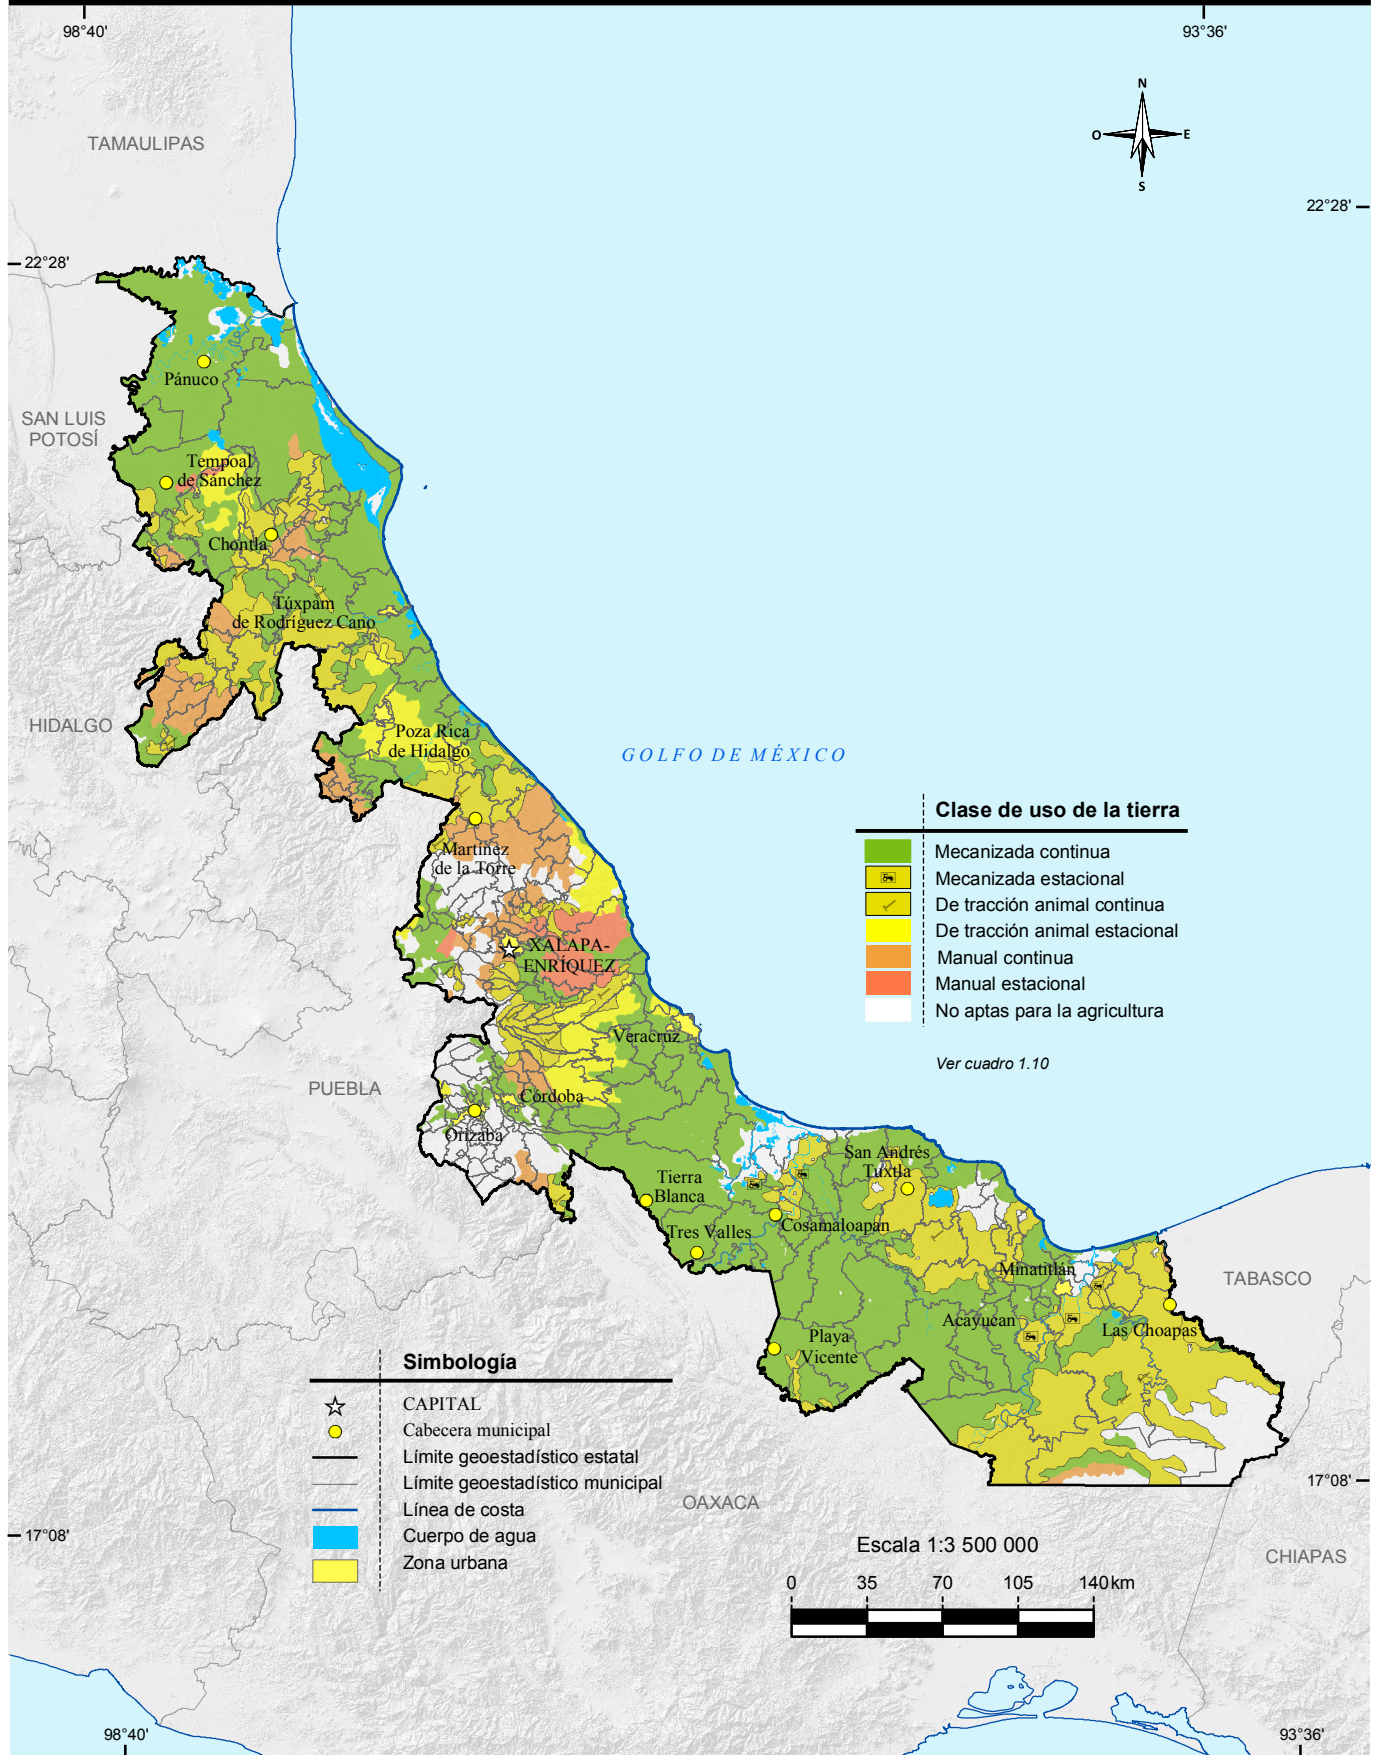 98°40'
93°36'
N
O
E
S
TAMAULIPAS
22°28'
22°28'
Pánuco
SAN LUIS
POTOSÍ
Tempoal
de Sánchez
Chontla
Túxpam
de Rodríguez Cano
HIDALGO
Poza Rica
de Hidalgo
GOLFO DE MÉXICO
Clase de uso de la tierra
Mecanizada continua
Mecanizada estacional
De tracción animal continua
De tracción animal estacional
Manual continua
Manual estacional
No aptas para la agricultura
Ver cuadro 1.10
Martínez
de la Torre
XALAPA-
ENRÍQUEZ
Veracruz
PUEBLA
Córdoba
Orizaba
San Andrés
Tuxtla
Tierra
Blanca
Cosamaloapan
Tres Valles
Minatitlán
TABASCO
Acayucan
Las Choapas
Playa
Vicente
Simbología
CAPITAL
Cabecera municipal
Límite geoestadístico estatal
Límite geoestadístico municipal
Línea de costa
Cuerpo de agua
Zona urbana
17°08'
OAXACA
17°08'
Escala 1:3 500 000
CHIAPAS
0 35 70 105 140 km
98°40'
93°36'